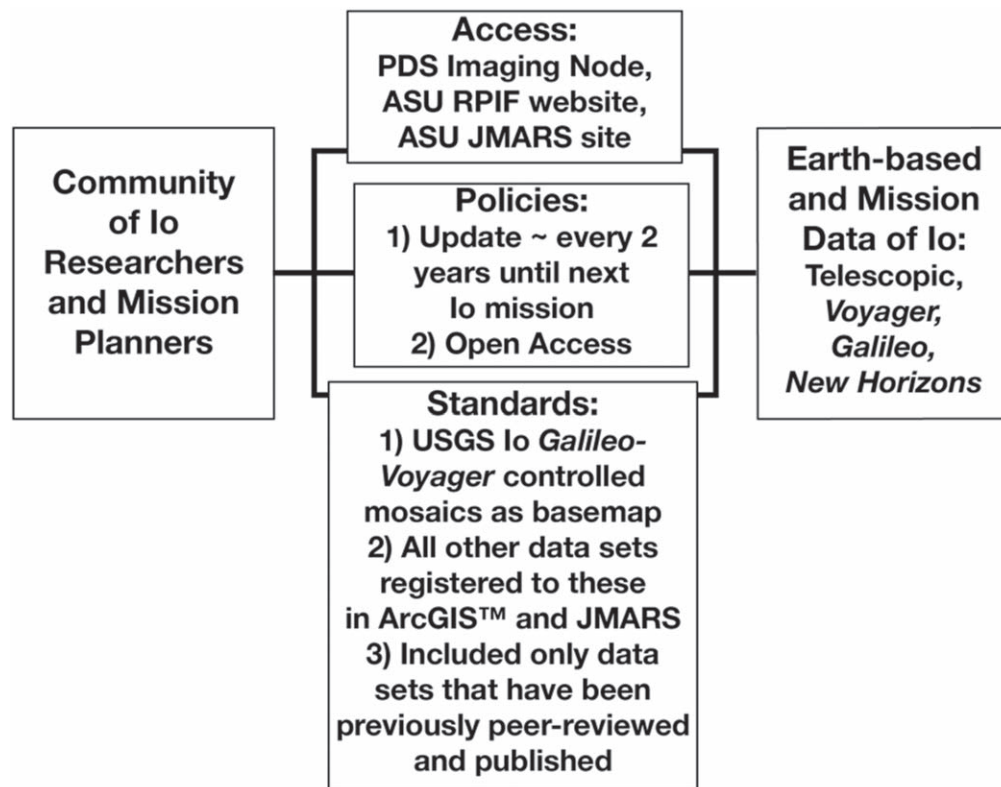 Access:
PDS Imaging Node,
ASU RPIF website,
ASU JMARS site
Community
of Io
Researchers
and Mission
Planners
Policies:
1) Update ~ every 2
years until next
Io mission
2) Open Access
Earth-based
and Mission
Data of Io:
Telescopic,
Voyager,
Galileo,
New Horizons
Standards:
1) USGS Io Galileo-
Voyager controlled
mosaics as basemap
2) All other data sets
registered to these
in ArcGIS™ and JMARS
3) Included only data
sets that have been
previously peer-reviewed
and published